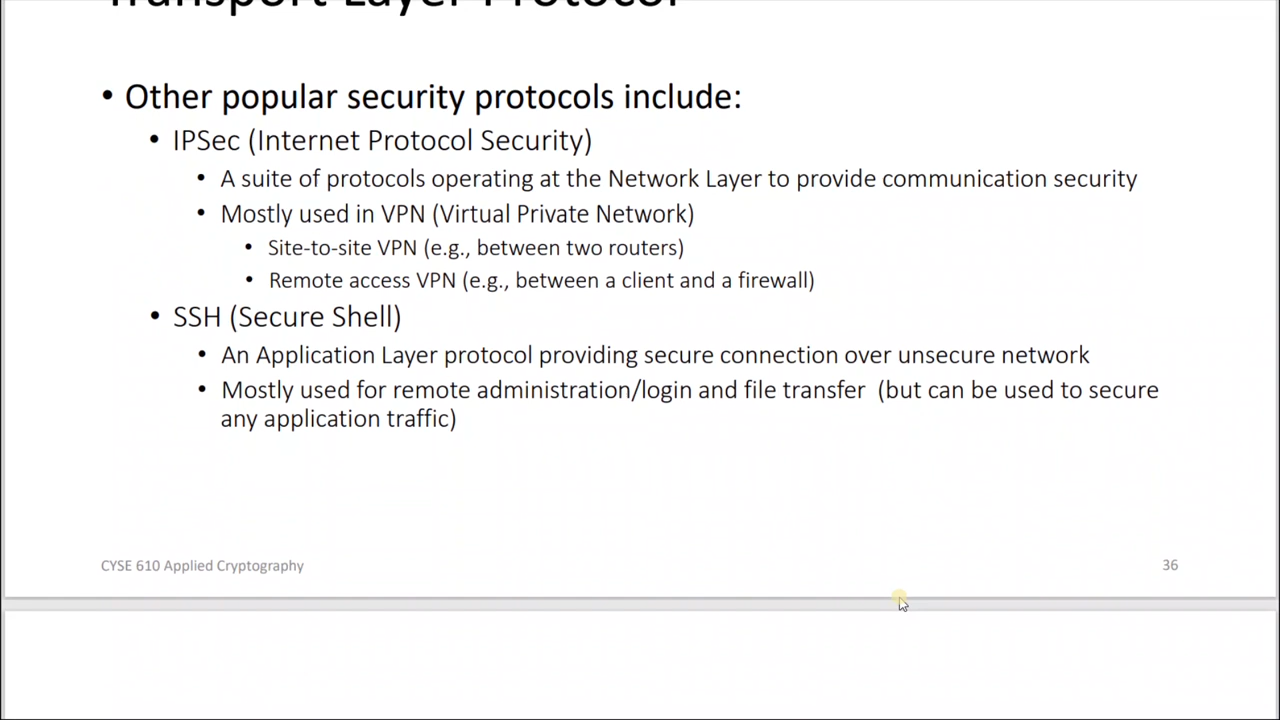 Transport Layer Protocol
• Other popular security protocols include:
• IPSec (Internet Protocol Security)
• A suite of protocols operating at the Network Layer to provide communication security
• Mostly used in VPN (Virtual Private Network)
• Site-to-site VPN (e.g., between two routers)
• Remote access VPN (e.g., between a client and a firewall)
• SSH (Secure Shell)
• An Application Layer protocol providing secure connection over unsecure network
• Mostly used for remote administration/login and file transfer (but can be used to secure
any application traffic)
CYSE 610 Applied Cryptography
36